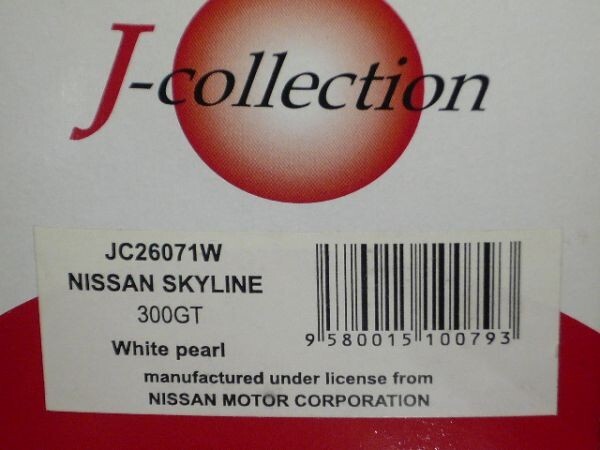 J-collection
JC26071W
NISSAN SKYLINE
300GT
White pearl
9 580015 100793
manufactured under license from
NISSAN MOTOR CORPORATION